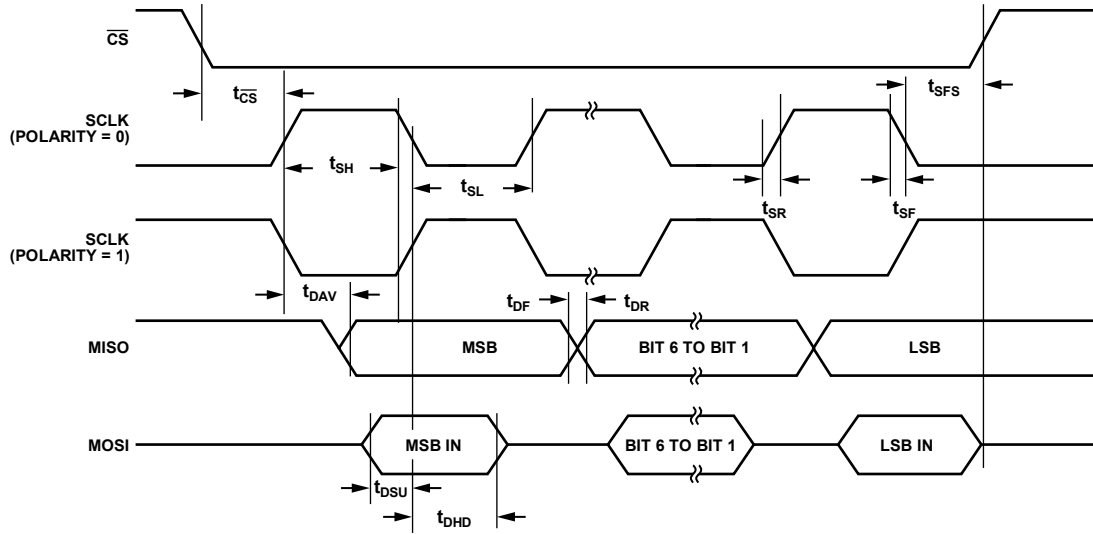 CS
tCS
tSFS
SCLK
(POLARITY = 0)
tSH
tSL
tSR
tSF
SCLK
(POLARITY = 1)
tDAV
tDF
tDR
MISO
MSB
BIT 6 TO BIT 1
LSB
MOSI
MSB IN
BIT 6 TO BIT 1
LSB IN
tDSU
tDHD